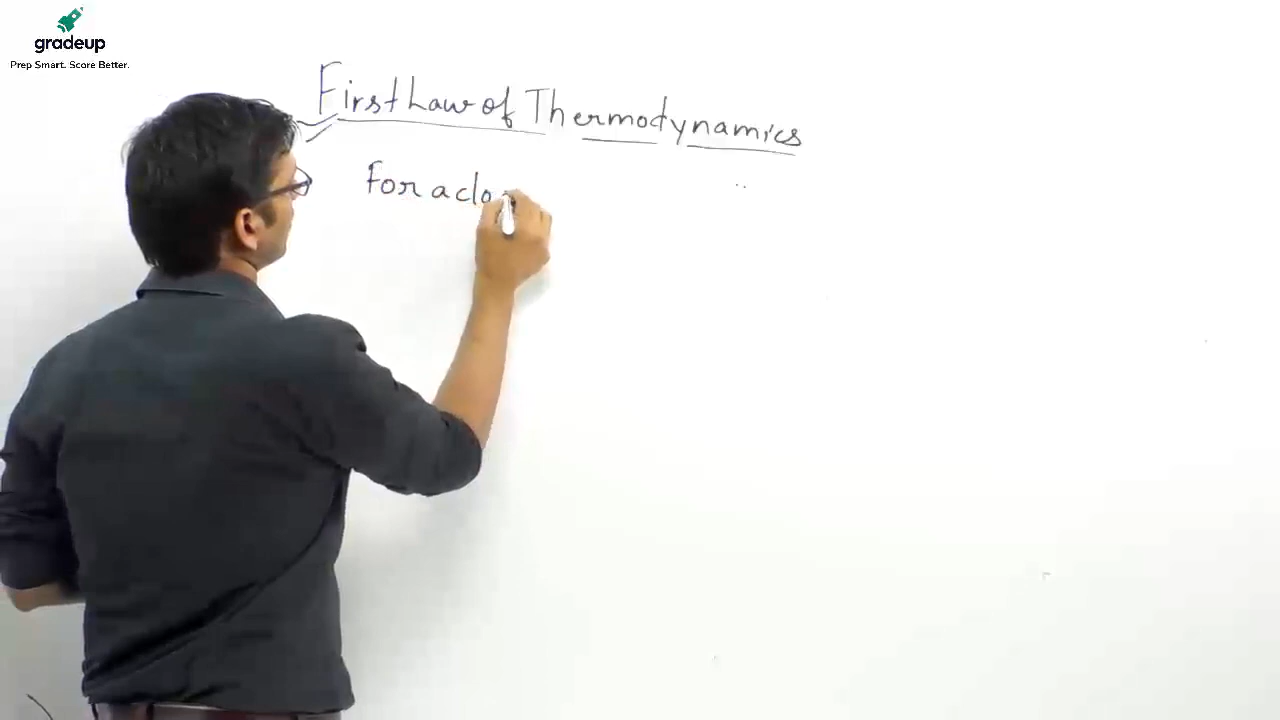 gradeup
Prep Smart. Score Better.
First Law of Thermodynamics
For a clo